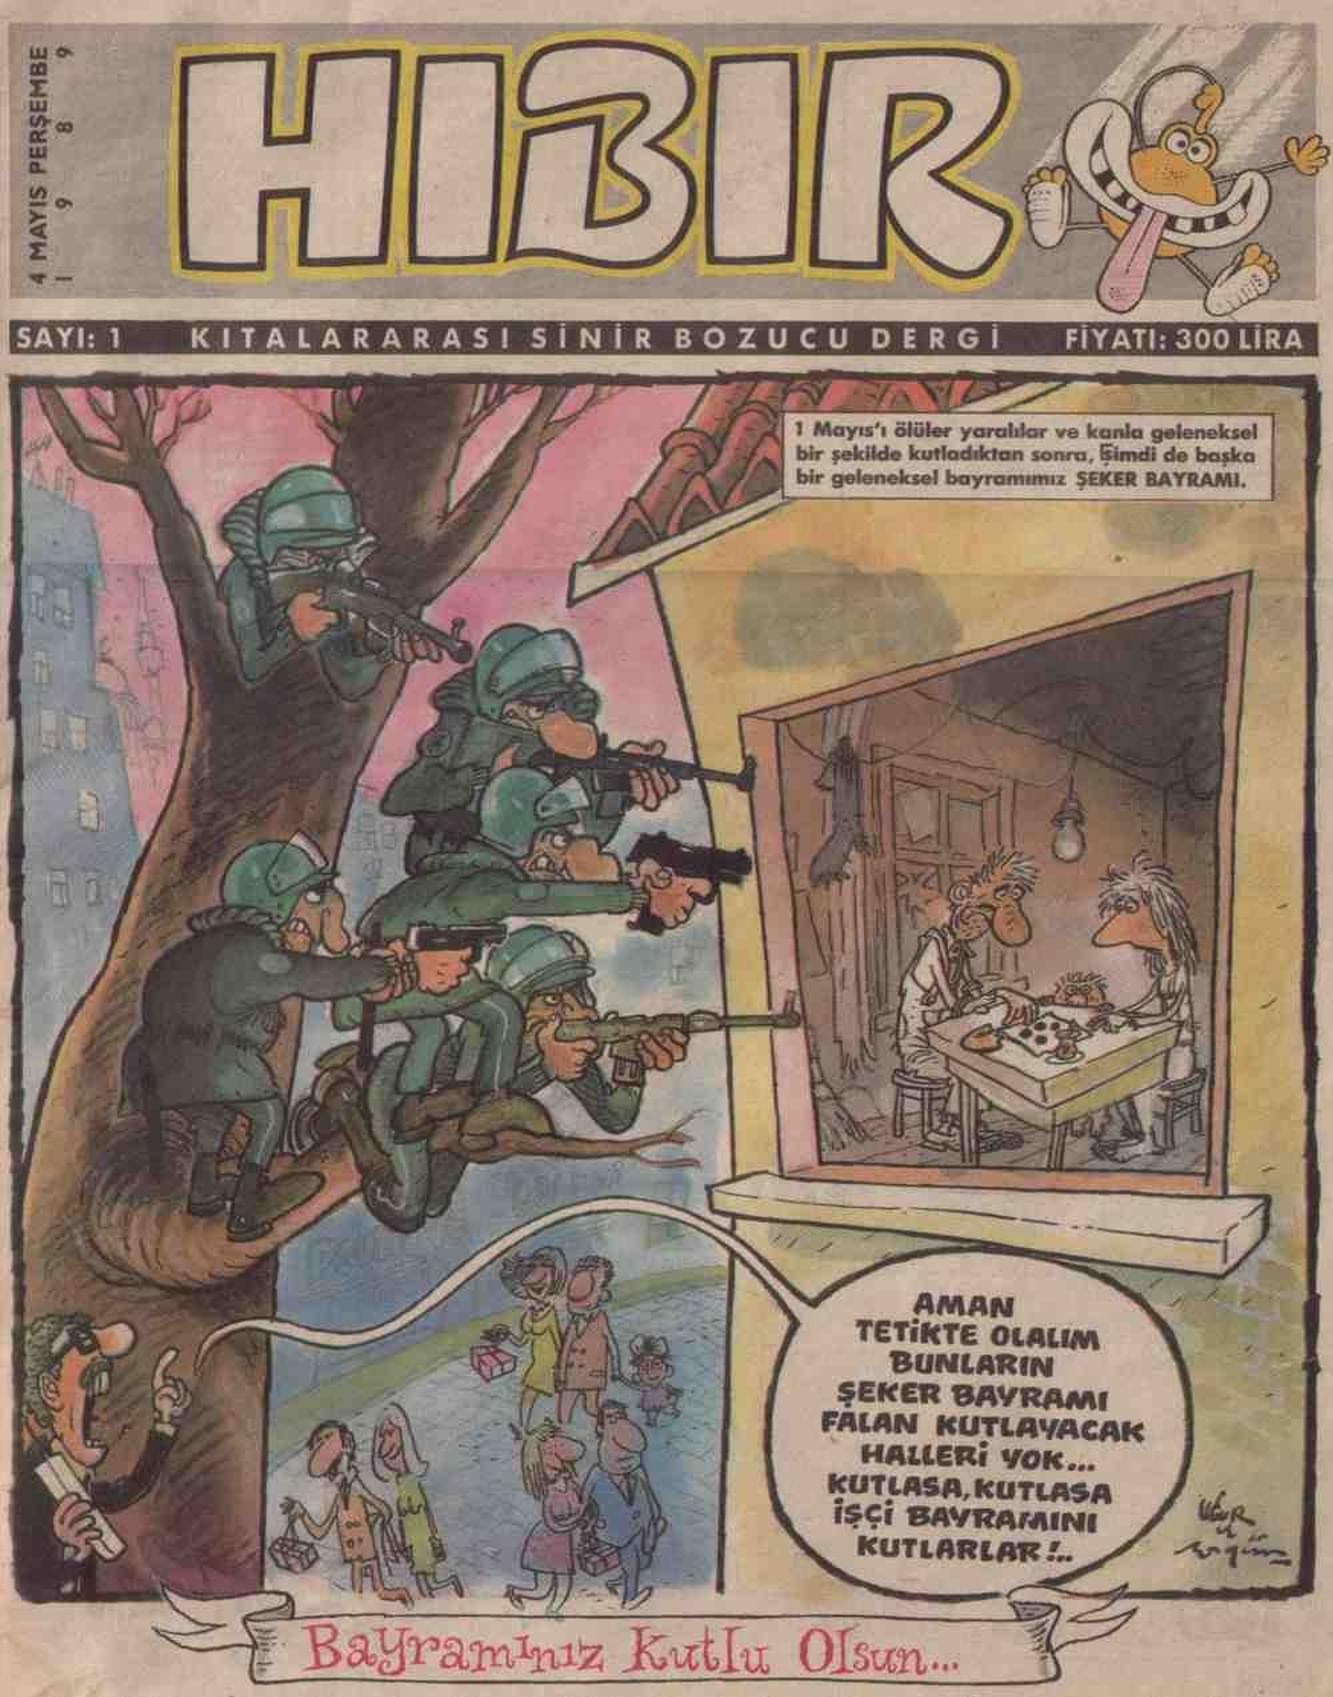 4 MAYIS PERŞEMBE
1 9 8 9
HIBIR
SAYI: 1 KITALARARASI SİNİR BOZUCU DERGİ FİYATI: 300 LİRA
1 Mayıs'ı ölüler yaralılar ve kanla geleneksel
bir şekilde kutladıktan sonra, Şimdi de başka
bir geleneksel bayramımız ŞEKER BAYRAMI.
AMAN
TETİKTE OLALIM
BUNLARIN
ŞEKER BAYRAMI
FALAN KUTLAYACAK
HALLERİ YOK...
KUTLASA, KUTLASA
İŞÇİ BAYRAMINI
KUTLARLAR!..
UĞUR
Bayramınız Kutlu Olsun...